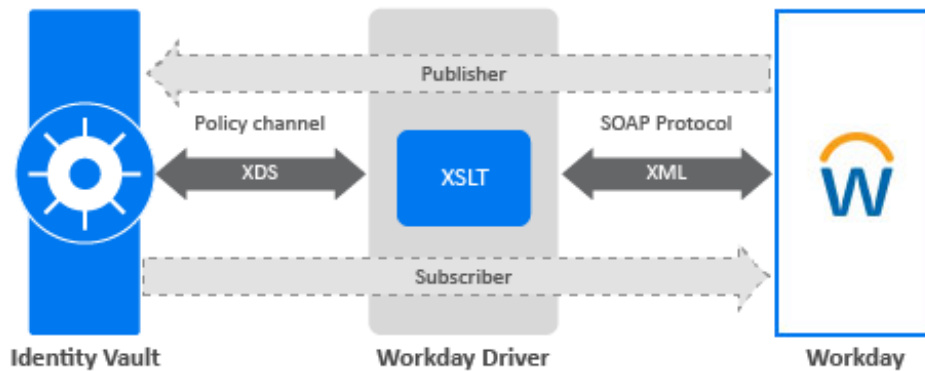 Publisher
Policy channel
SOAP Protocol
XDS
XSLT
XML
W
Subscriber
Identity Vault
Workday Driver
Workday